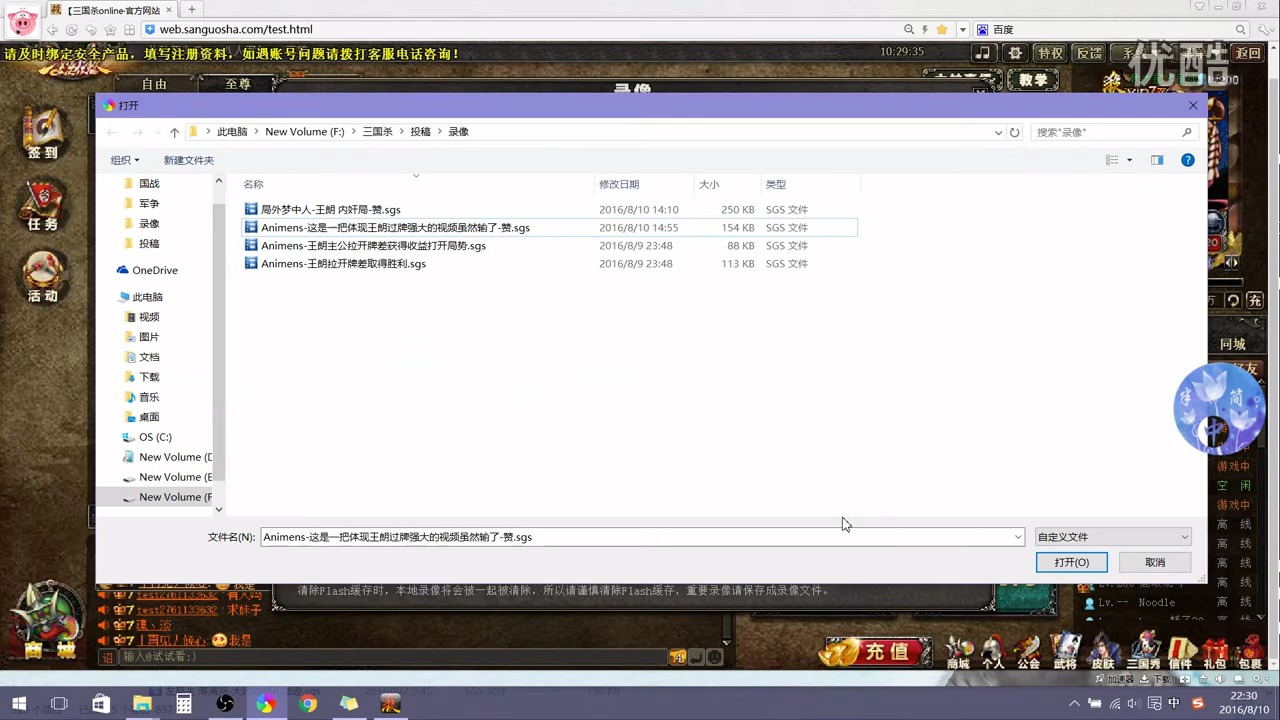 【三国杀online·官方网站
web.sanguosha.com/test.html
百度
请及时绑定安全产品，填写注册资料，如遇账号问题请拨打客服电话咨询！
10:29:35
特权
反馈
返回
优酷
自由
至尊
录像
教学
签到
任务
活动
打开
此电脑
New Volume (F:)
三国杀
投稿
录像
搜索"录像"
组织
新建文件夹
名称
修改日期
大小
类型
局外梦中人-王朗 内奸局-赞.sgs
2016/8/10 14:10
250 KB
SGS 文件
Animens-这是一把体现王朗过牌强大的视频虽然输了-赞.sgs
2016/8/10 14:55
154 KB
SGS 文件
Animens-王朗主公拉开牌差获得收益打开局势.sgs
2016/8/9 23:48
88 KB
SGS 文件
Animens-王朗拉开牌差取得胜利.sgs
2016/8/9 23:48
113 KB
SGS 文件
国战
军争
录像
投稿
OneDrive
此电脑
视频
图片
文档
下载
音乐
桌面
OS (C:)
New Volume (D
New Volume (E
New Volume (F
文件名(N):
Animens-这是一把体现王朗过牌强大的视频虽然输了-赞.sgs
自定义文件
打开(O)
取消
充
同城
简
中
游戏中
空 闲
游戏中
离 线
离 线
离 线
离 线
离 线
Lv.-- Noodle
清除Flash缓存时，本地录像将会被一起被清除，所以请谨慎清除Flash缓存，重要录像请保存成录像文件。
test2761133632
test2761133632：求妹子
我是
商城
招
输入@试试看:)
充值
商城
个人
公会
武将
皮肤
三国秀
信件
礼包
包裹
加速器
下载
中
22:30
2016/8/10